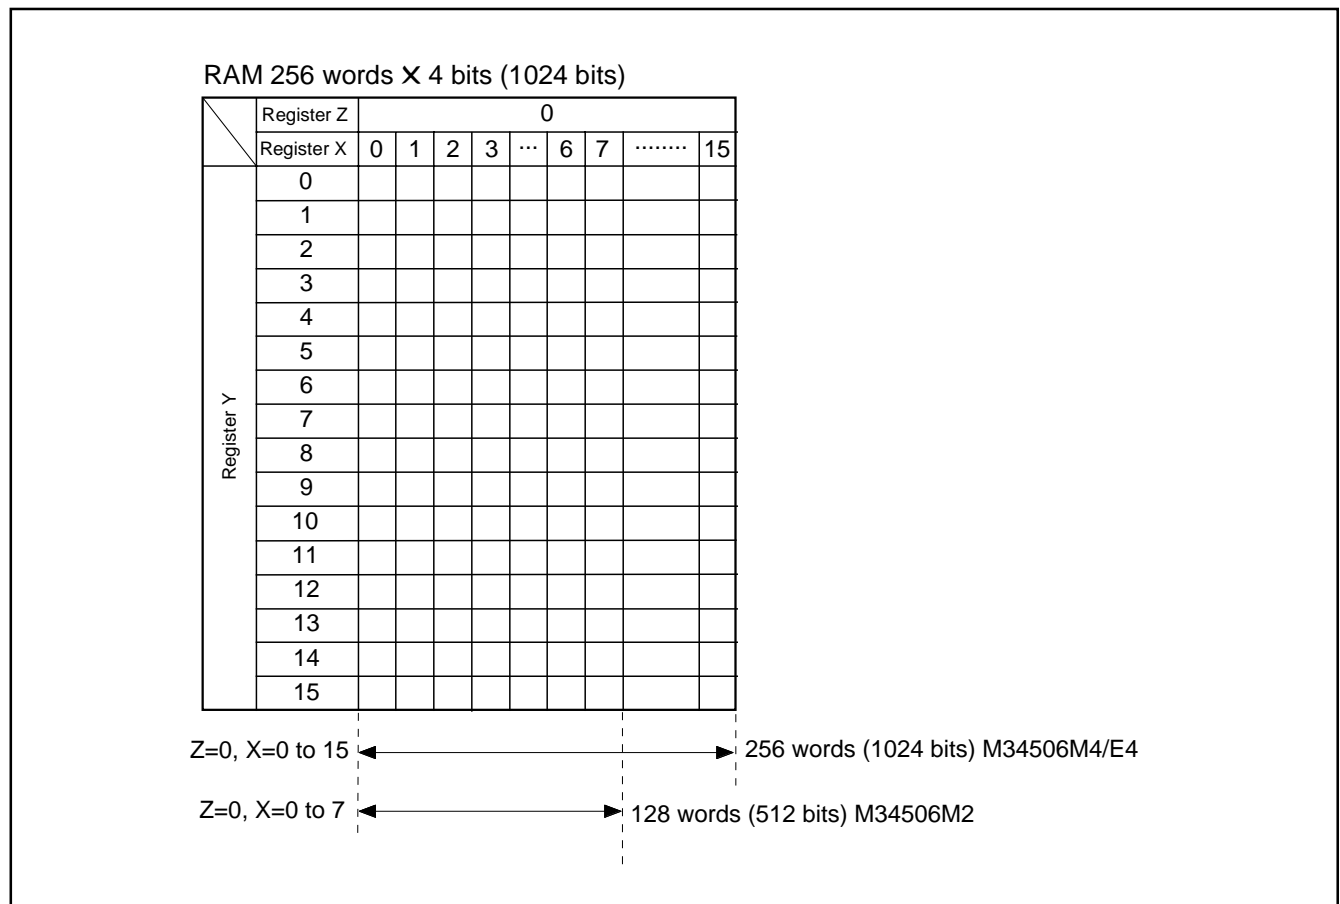 RAM 256 words × 4 bits (1024 bits)
Register Z 0
Register X 0 1 2 3 ... 6 7 ........ 15
Register Y
0
1
2
3
4
5
6
7
8
9
10
11
12
13
14
15
Z=0, X=0 to 15 256 words (1024 bits) M34506M4/E4
Z=0, X=0 to 7 128 words (512 bits) M34506M2